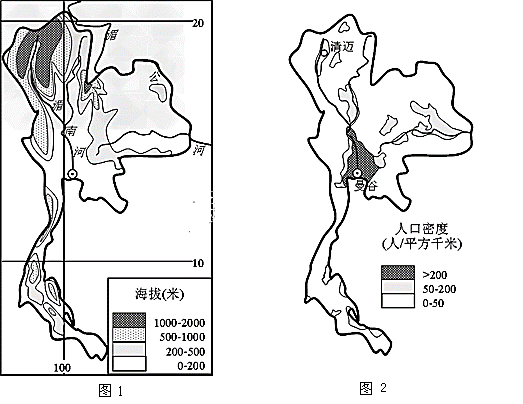 20
湄
公
湄
南
河
河
10
海拔(米)
1000-2000
500-1000
200-500
0-200
100
图 1
20
清迈
曼谷
人口密度
(人/平方千米)
>200
50-200
0-50
10
图 2